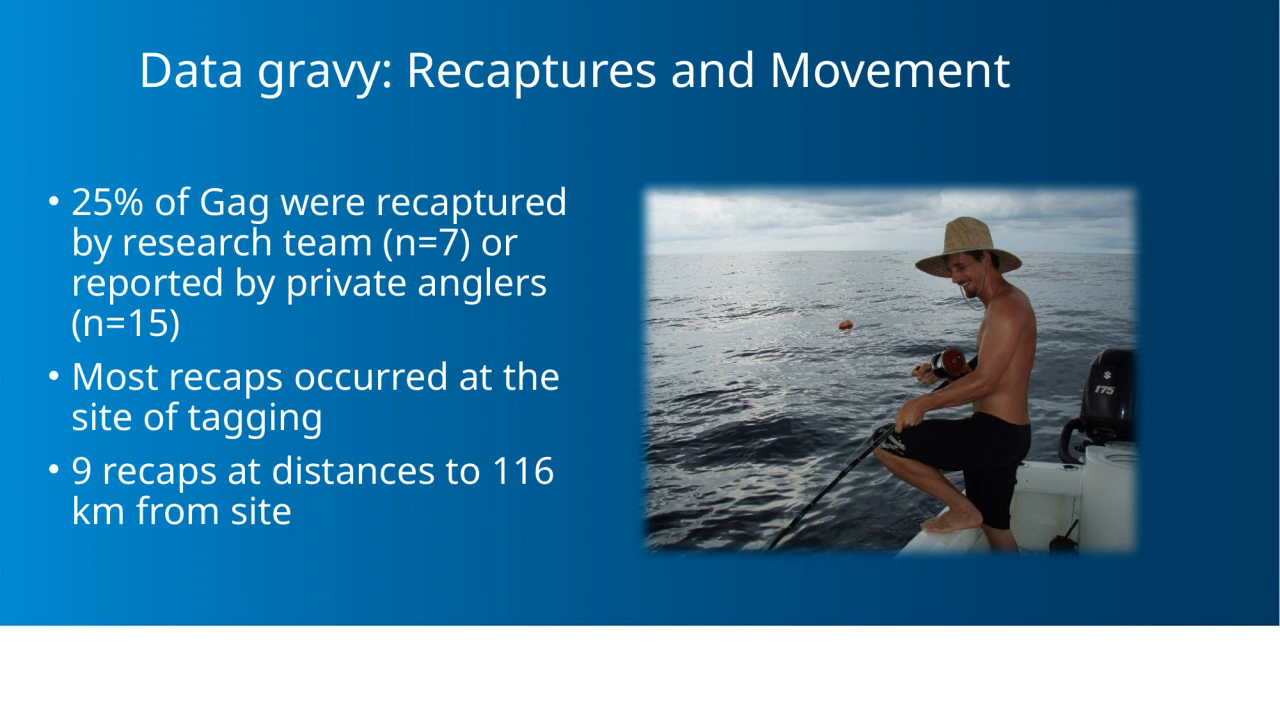 Data gravy: Recaptures and Movement
• 25% of Gag were recaptured
by research team (n=7) or
reported by private anglers
(n=15)
• Most recaps occurred at the
site of tagging
• 9 recaps at distances to 116
km from site
175